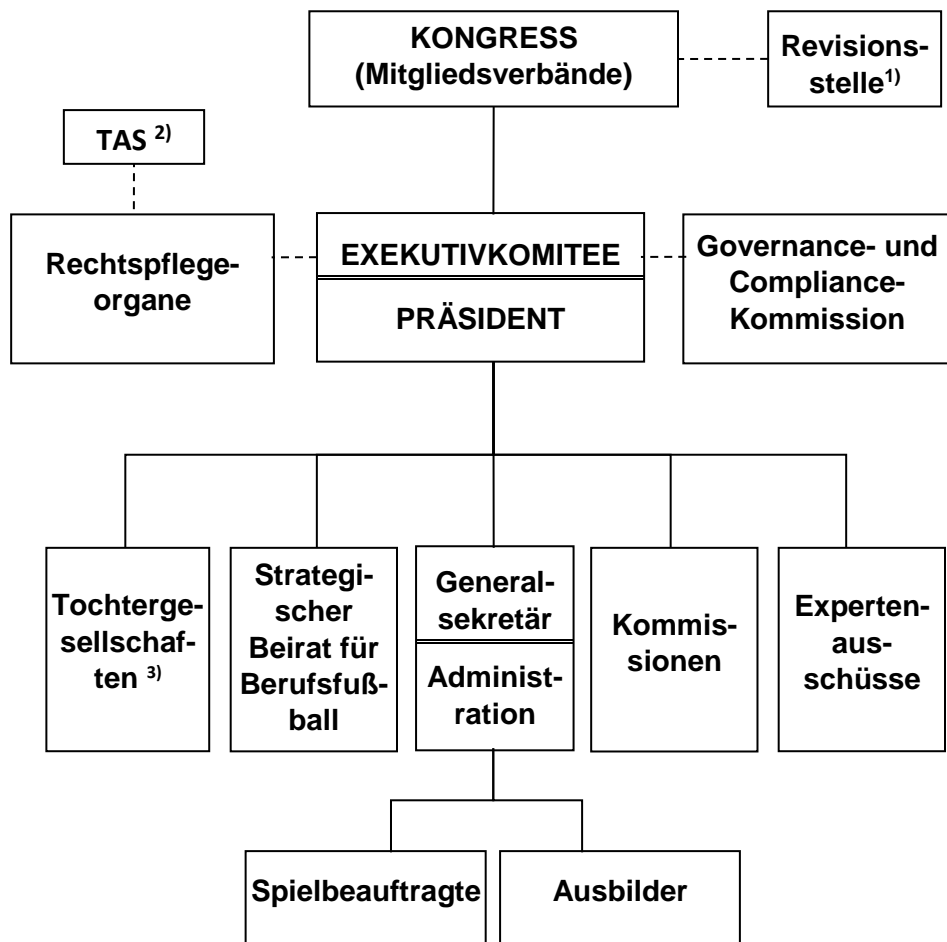 KONGRESS
(Mitgliedsverbände)
Revisions-
stelle1)
TAS 2)
Rechtspflege-
organe
EXEKUTIVKOMITEE
PRÄSIDENT
Governance- und
Compliance-
Kommission
Tochterge-
sellschaf-
ten 3)
Strategi-
scher
Beirat für
Berufsfuß-
ball
General-
sekretär
Administ-
ration
Kommis-
sionen
Experten-
aus-
schüsse
Spielbeauftragte
Ausbilder